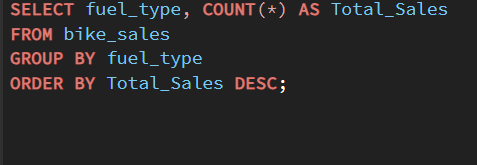 SELECT fuel_type, COUNT(*) AS Total_Sales
FROM bike_sales
GROUP BY fuel_type
ORDER BY Total_Sales DESC;